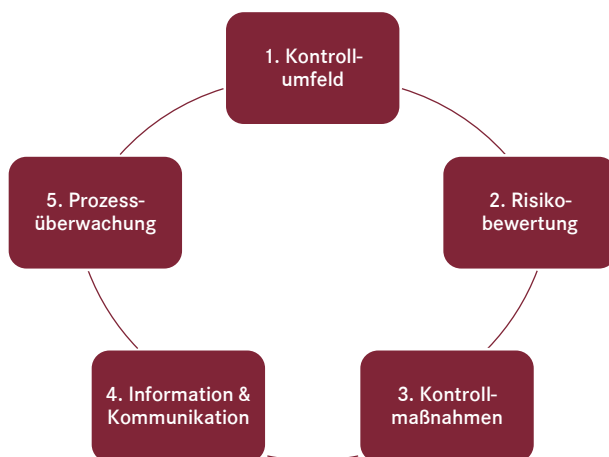 1. Kontroll-
umfeld
2. Risiko-
bewertung
3. Kontroll-
maßnahmen
4. Information &
Kommunikation
5. Prozess-
überwachung